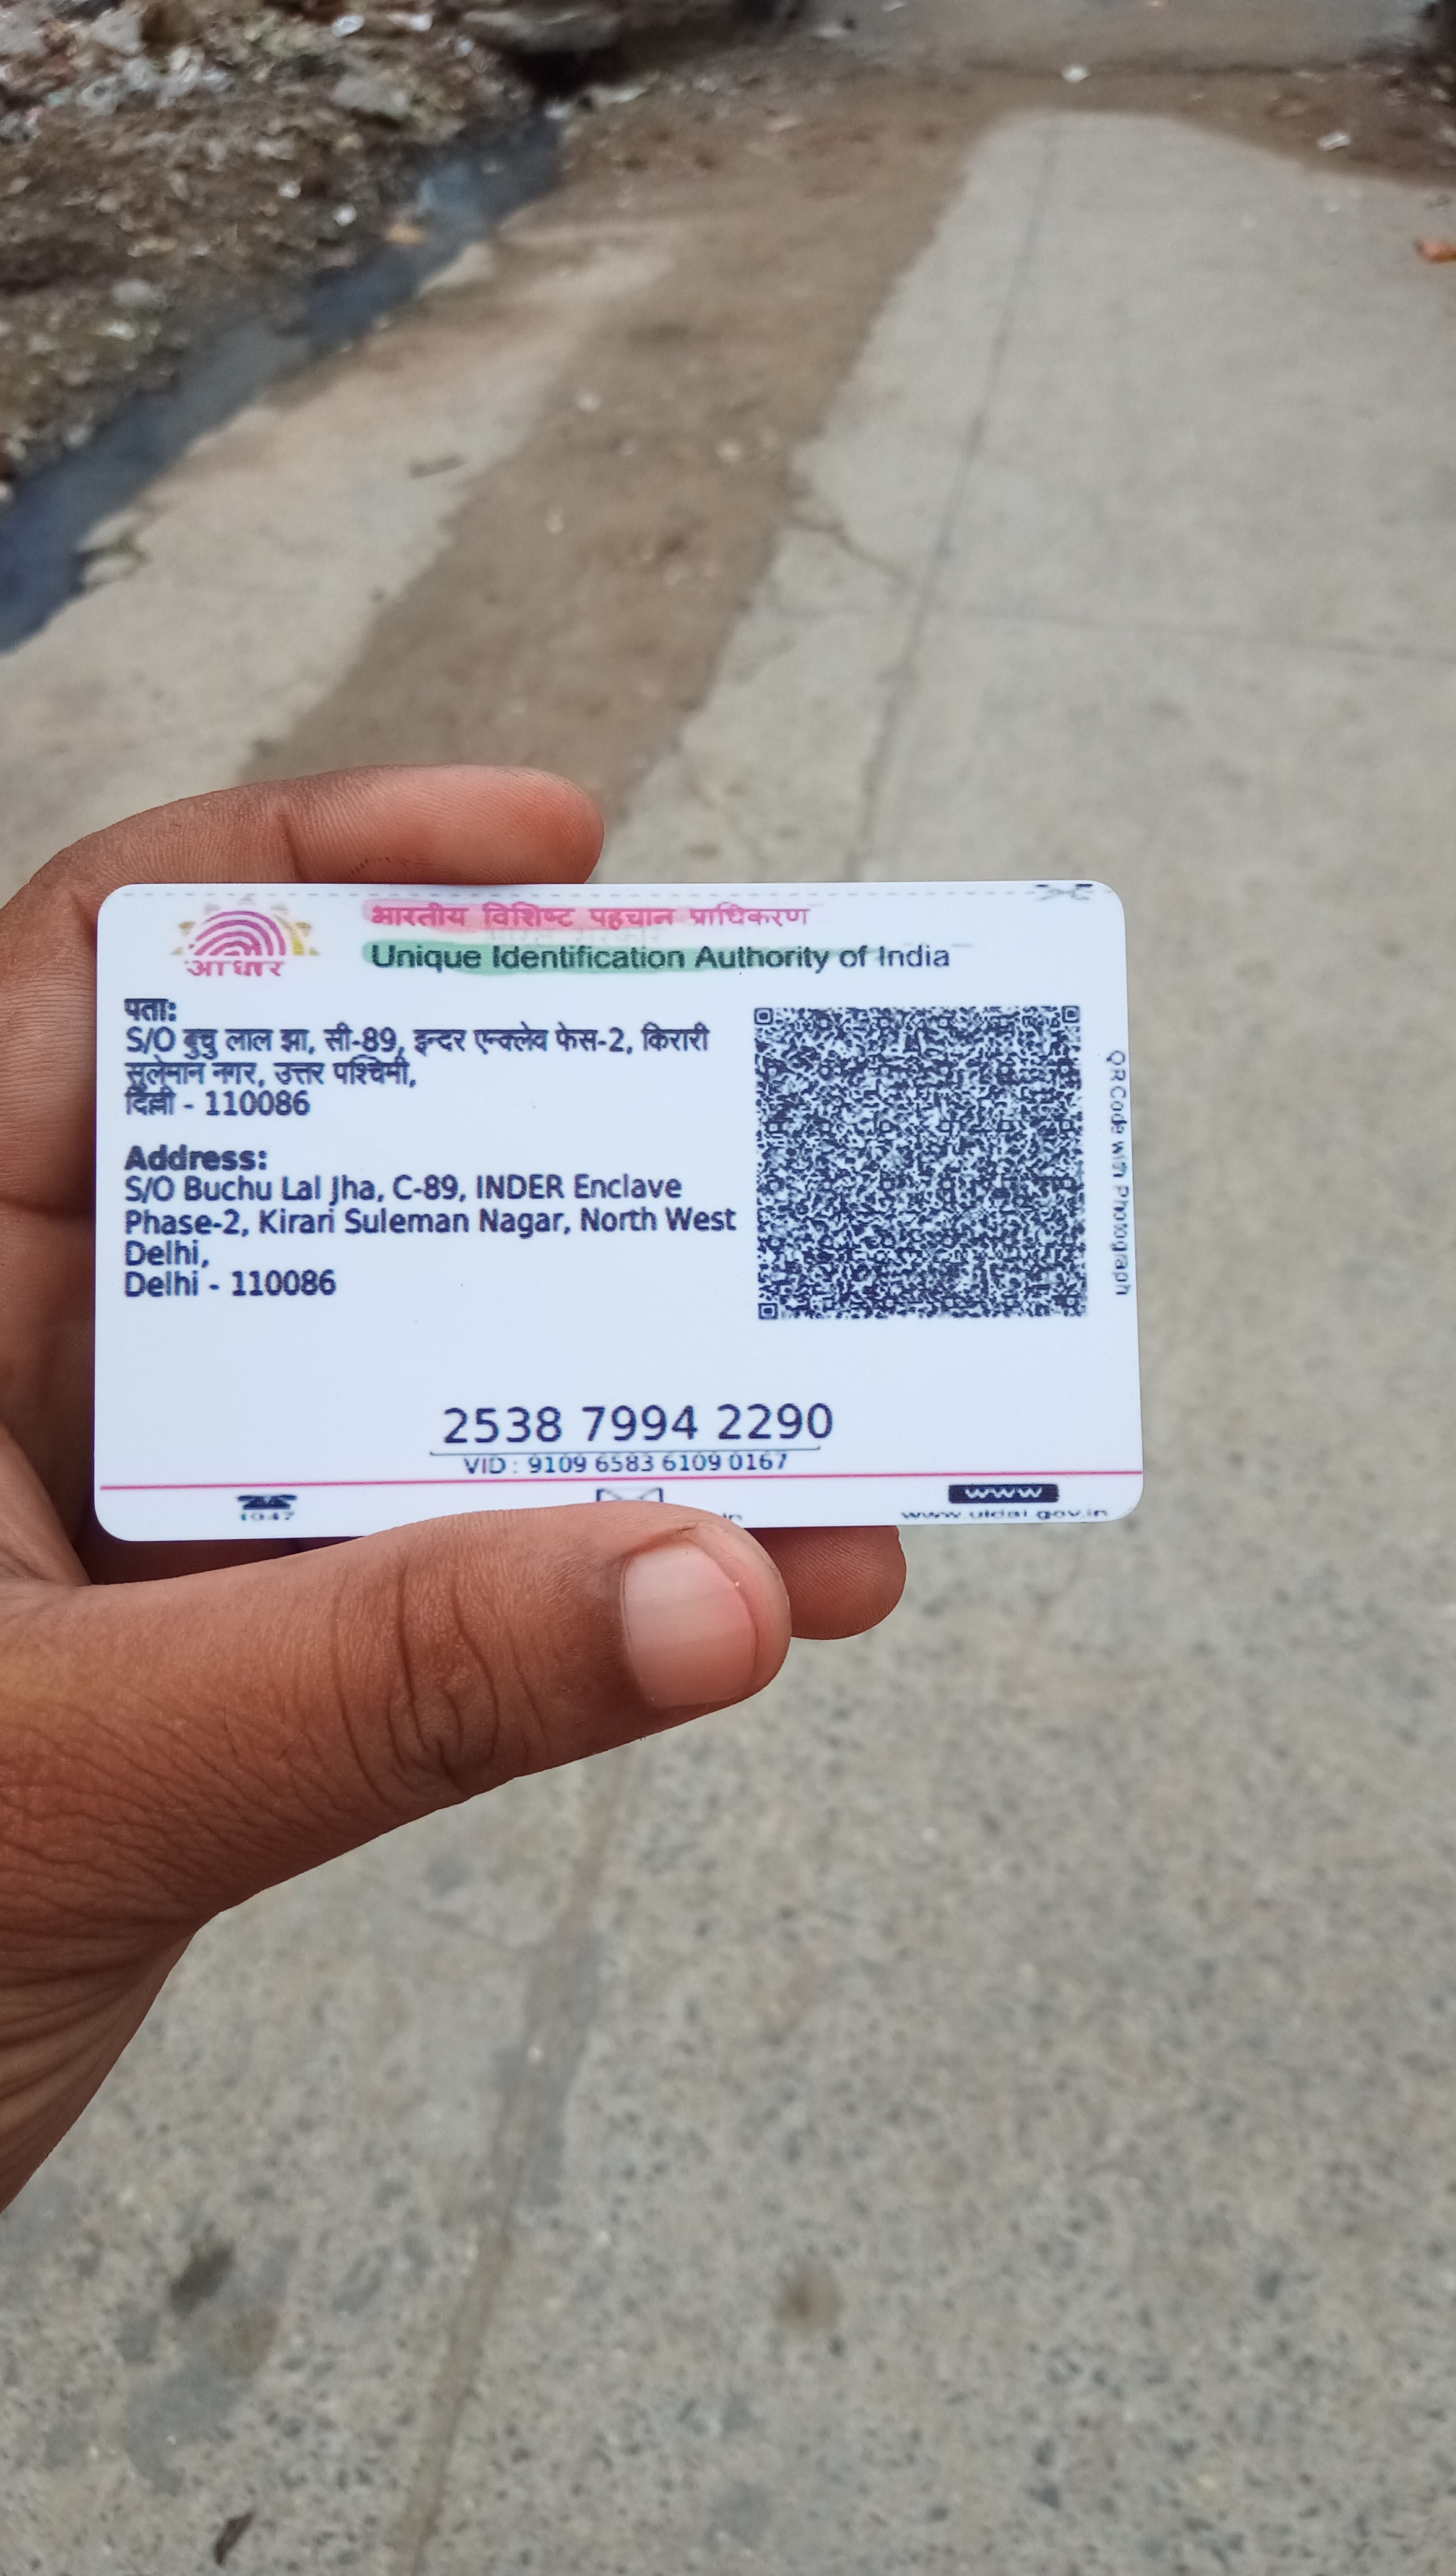 आधार
भारतीय विशिष्ट पहचान प्राधिकरण
Unique Identification Authority of India
पता:
S/O बुचु लाल झा, सी-89, इन्दर एन्क्लेव फेस-2, किरारी
सुलेमान नगर, उत्तर पश्चिमी,
दिल्ली - 110086
Address:
S/O Buchu Lal Jha, C-89, INDER Enclave
Phase-2, Kirari Suleman Nagar, North West
Delhi,
Delhi - 110086
QR Code with Photograph
2538 7994 2290
VID : 9109 6583 6109 0167
1947
www
www.uidai.gov.in